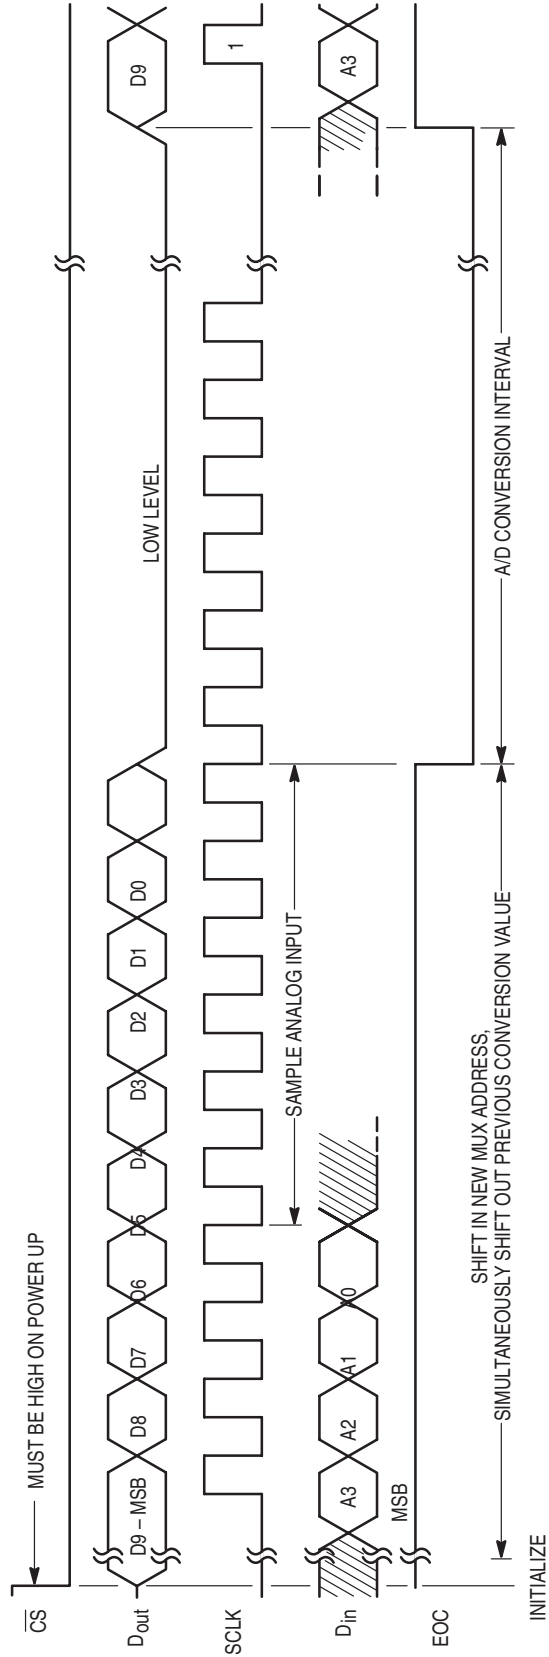 CS
MUST BE HIGH ON POWER UP
Dout
D9 – MSB
D8
D7
D6
D5
D4
D3
D2
D1
D0
LOW LEVEL
D9
SCLK
1
SAMPLE ANALOG INPUT
Din
A3
A2
A1
A0
A3
MSB
EOC
SHIFT IN NEW MUX ADDRESS,
SIMULTANEOUSLY SHIFT OUT PREVIOUS CONVERSION VALUE
A/D CONVERSION INTERVAL
INITIALIZE